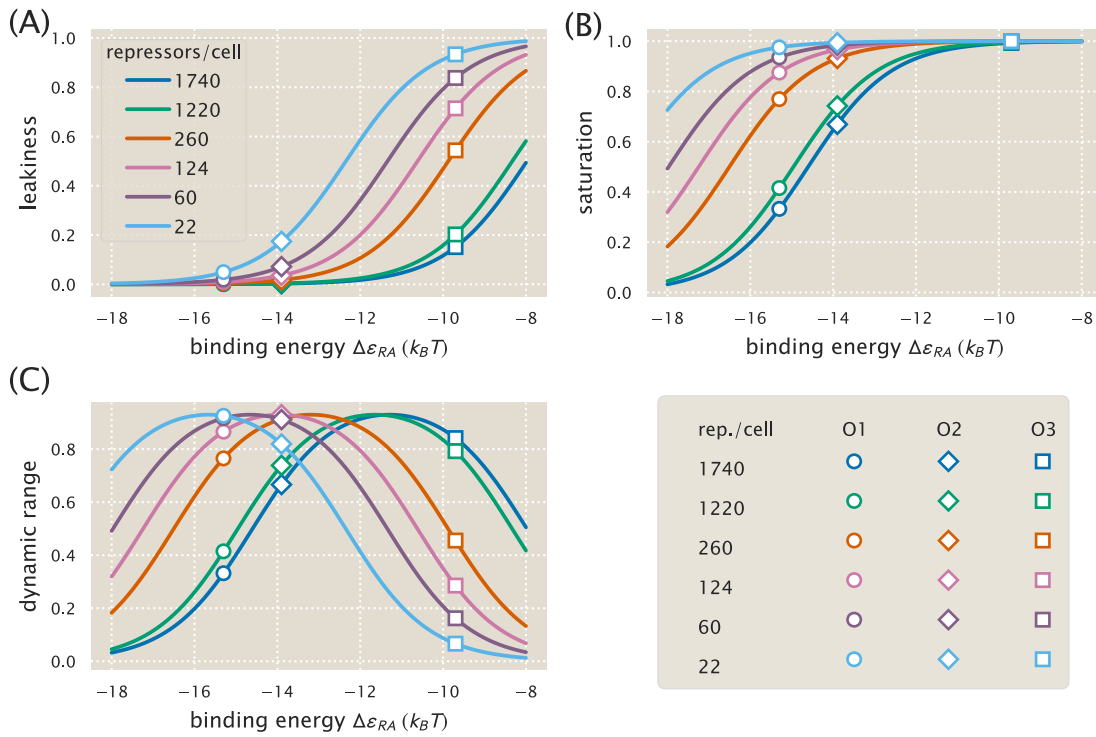 (A)
leakiness
1.0
0.8
0.6
0.4
0.2
0.0
repressors/cell
1740
1220
260
124
60
22
−18 −16 −14 −12 −10 −8
binding energy Δε_RA (k_BT)
(B)
saturation
1.0
0.8
0.6
0.4
0.2
0.0
−18 −16 −14 −12 −10 −8
binding energy Δε_RA (k_BT)
(C)
dynamic range
0.8
0.6
0.4
0.2
0.0
−18 −16 −14 −12 −10 −8
binding energy Δε_RA (k_BT)
rep./cell O1 O2 O3
1740
1220
260
124
60
22